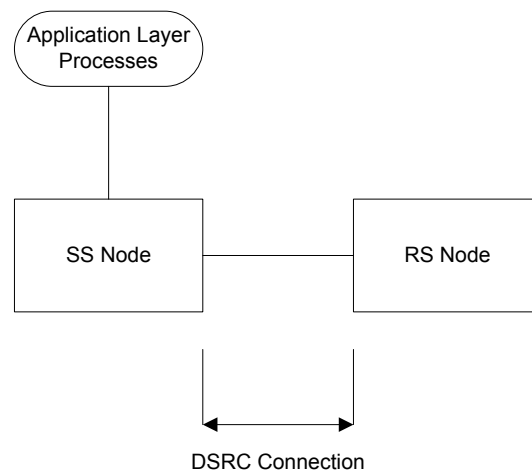 Application Layer
Processes
SS Node
RS Node
DSRC Connection